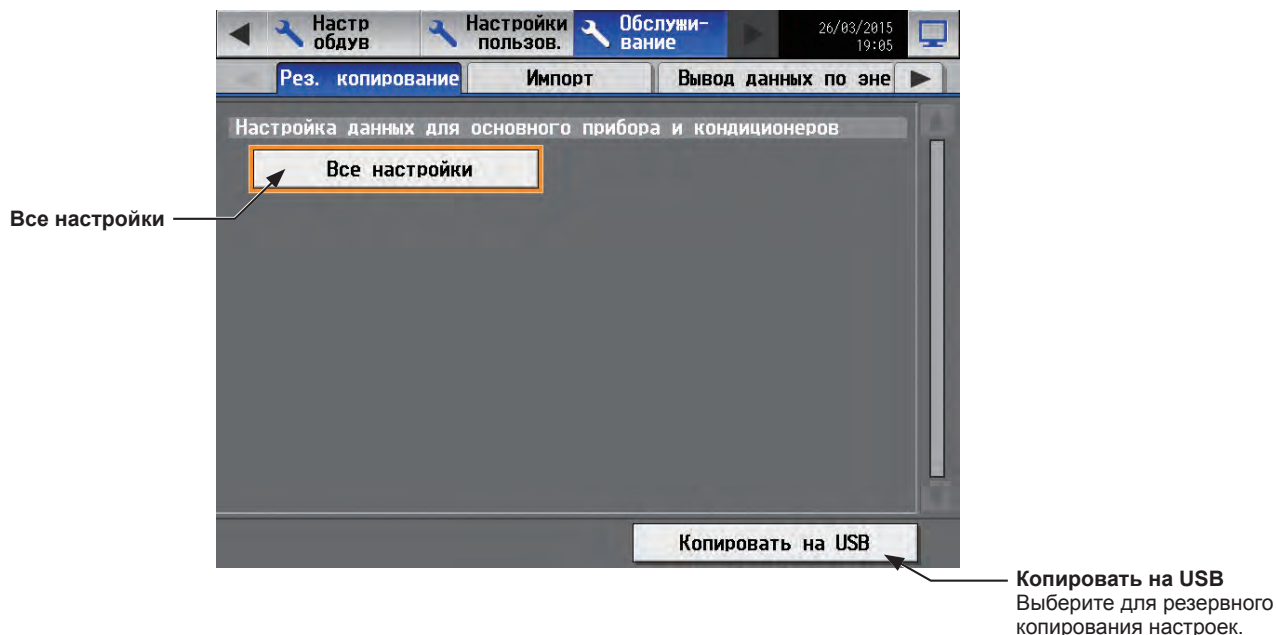 Настр
обдув
Настройки
пользов.
Обслужи-
вание
26/03/2015
19:05
Рез. копирование
Импорт
Вывод данных по эне
Настройка данных для основного прибора и кондиционеров
Все настройки
Все настройки
Копировать на USB
Копировать на USB
Выберите для резервного
копирования настроек.